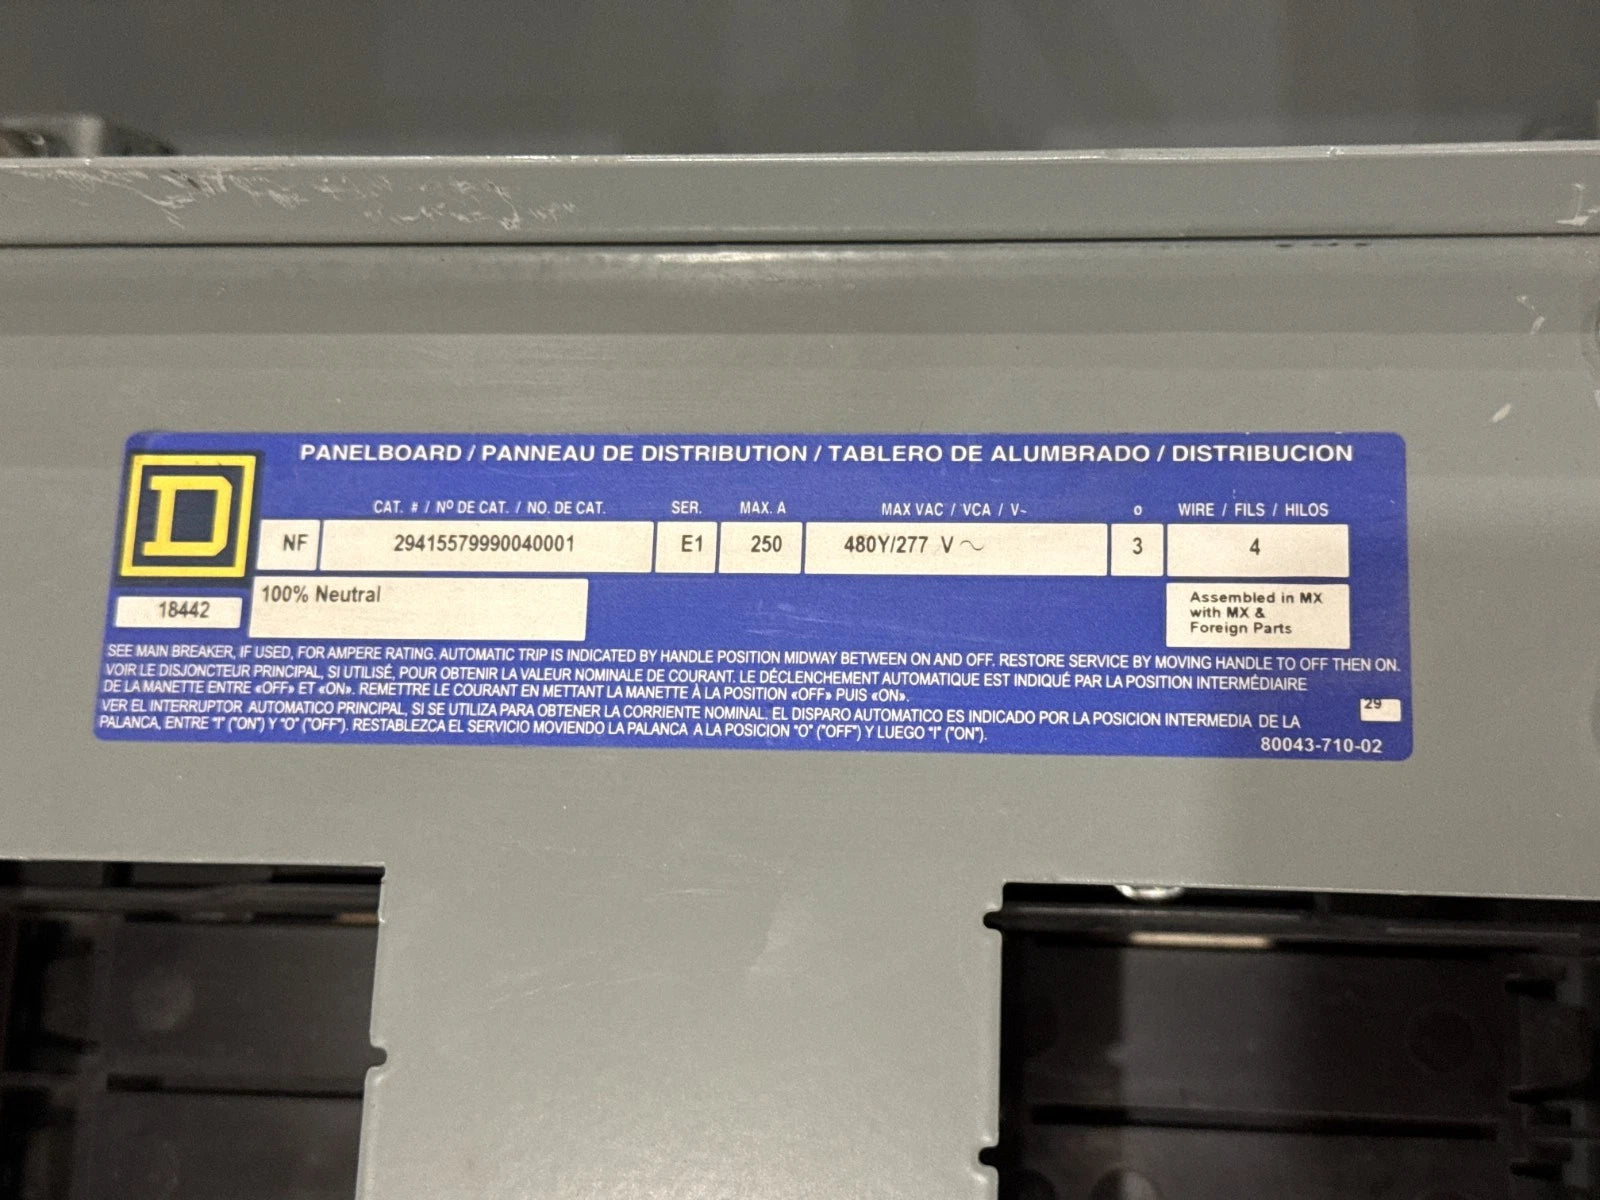 PANELBOARD / PANNEAU DE DISTRIBUTION / TABLERO DE ALUMBRADO / DISTRIBUCION
D
CAT. # / Nº DE CAT. / NO. DE CAT. SER. MAX. A MAX VAC / VCA / V~ ø WIRE / FILS / HILOS
NF 29415579990040001 E1 250 480Y/277 V ~ 3 4
18442
100% Neutral
Assembled in MX
with MX &
Foreign Parts
SEE MAIN BREAKER, IF USED, FOR AMPERE RATING. AUTOMATIC TRIP IS INDICATED BY HANDLE POSITION MIDWAY BETWEEN ON AND OFF. RESTORE SERVICE BY MOVING HANDLE TO OFF THEN ON.
VOIR LE DISJONCTEUR PRINCIPAL, SI UTILISÉ, POUR OBTENIR LA VALEUR NOMINALE DE COURANT. LE DÉCLENCHEMENT AUTOMATIQUE EST INDIQUÉ PAR LA POSITION INTERMÉDIAIRE
DE LA MANETTE ENTRE «OFF» ET «ON». REMETTRE LE COURANT EN METTANT LA MANETTE À LA POSITION «OFF» PUIS «ON».
VER EL INTERRUPTOR AUTOMATICO PRINCIPAL, SI SE UTILIZA PARA OBTENER LA CORRIENTE NOMINAL. EL DISPARO AUTOMATICO ES INDICADO POR LA POSICION INTERMEDIA DE LA
PALANCA, ENTRE "I" ("ON") Y "O" ("OFF"). RESTABLEZCA EL SERVICIO MOVIENDO LA PALANCA A LA POSICION "O" ("OFF") Y LUEGO "I" ("ON").
29
80043-710-02